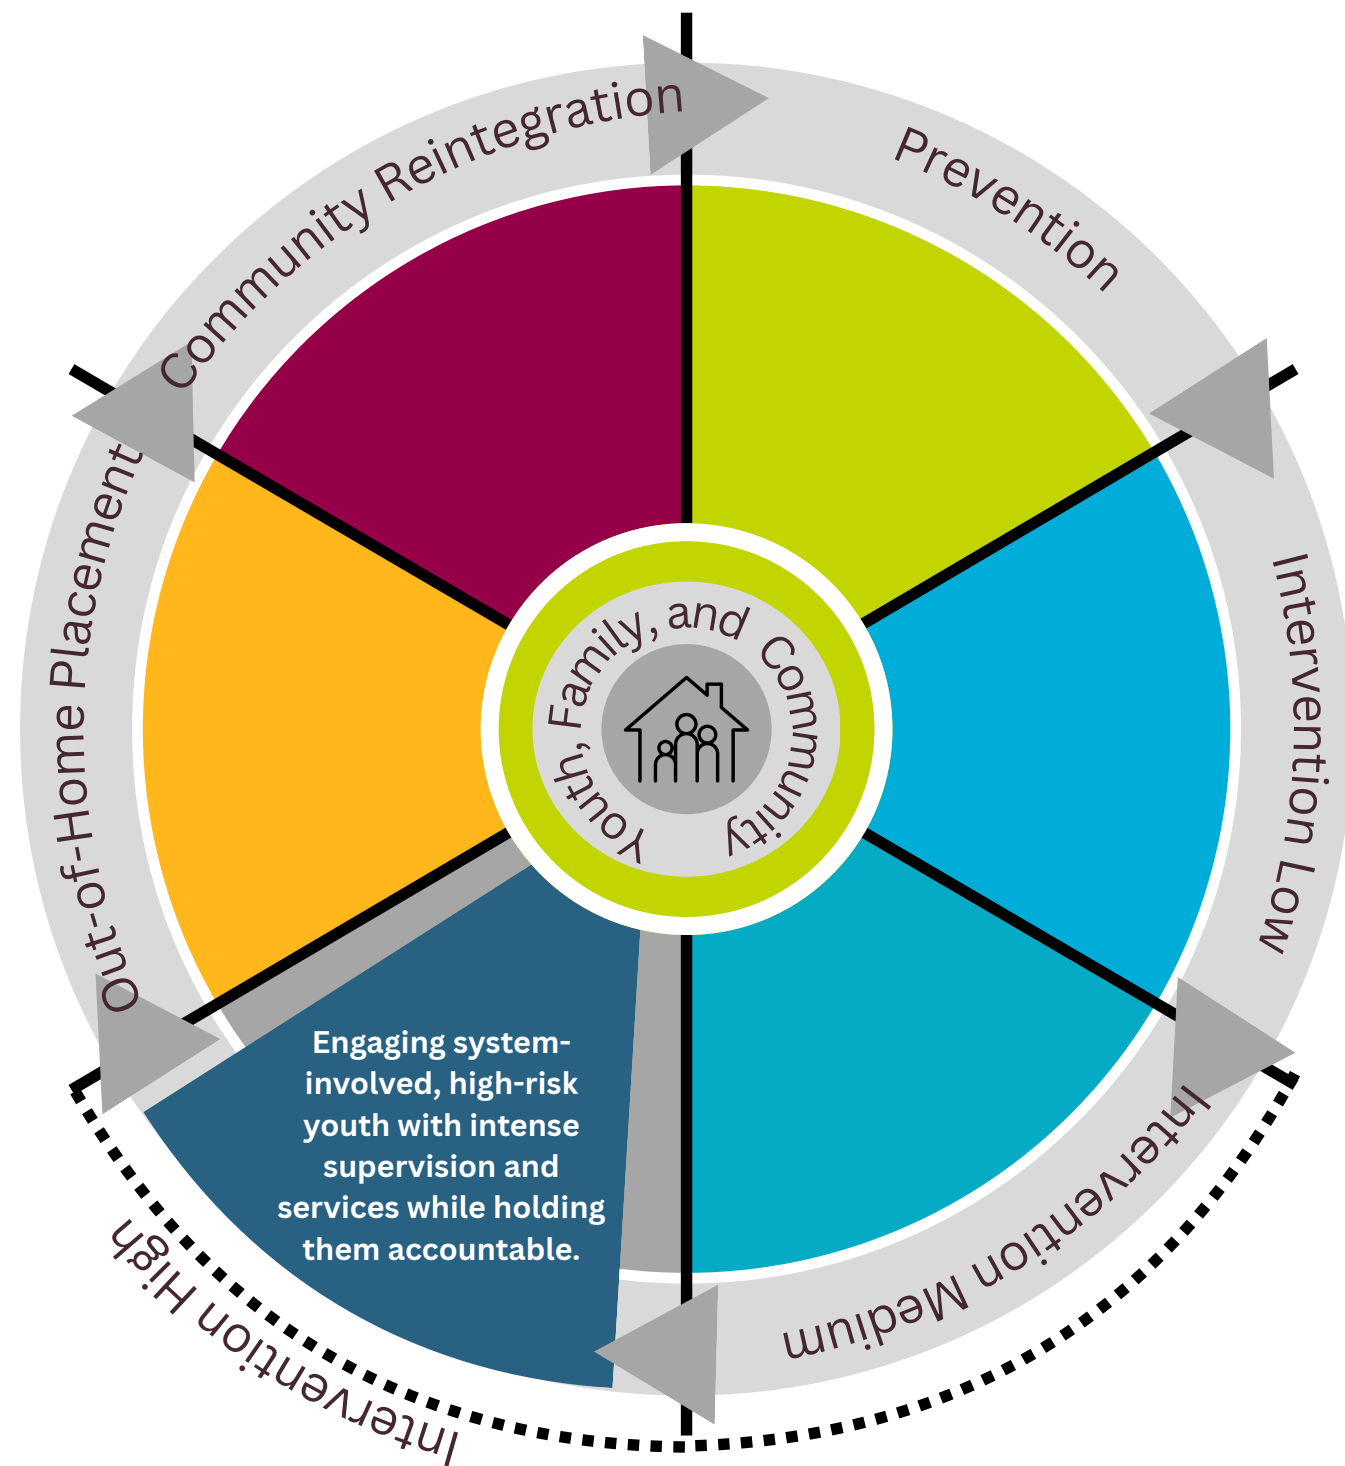 Prevention
Intervention Low
Intervention Medium
Intervention High
Out-of-Home Placement
Community Reintegration
Youth, Family, and Community
Engaging system-
involved, high-risk
youth with intense
supervision and
services while holding
them accountable.